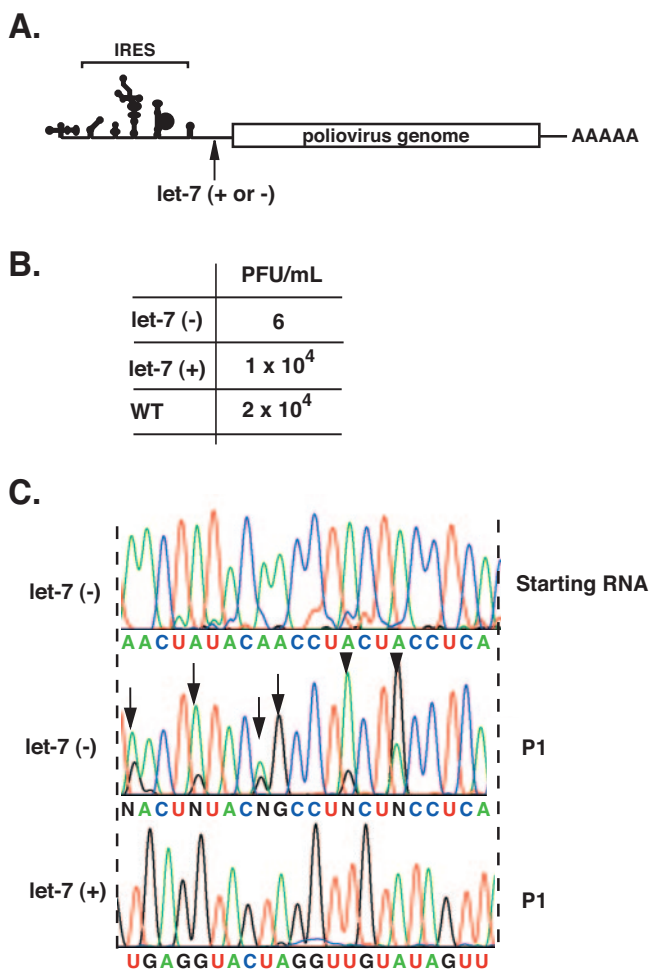 A.
IRES
poliovirus genome
AAAAA
let-7 (+ or -)
B.
PFU/mL
let-7 (-) 6
let-7 (+) 1 x 10^4
WT 2 x 10^4
C.
let-7 (-)
Starting RNA
AACUAUACAACCUACUACCUCA
let-7 (-)
P1
NACUNUACNGCCUNCUNCCUCA
let-7 (+)
P1
UGAGGUACUAGGUUGUAUAGUU